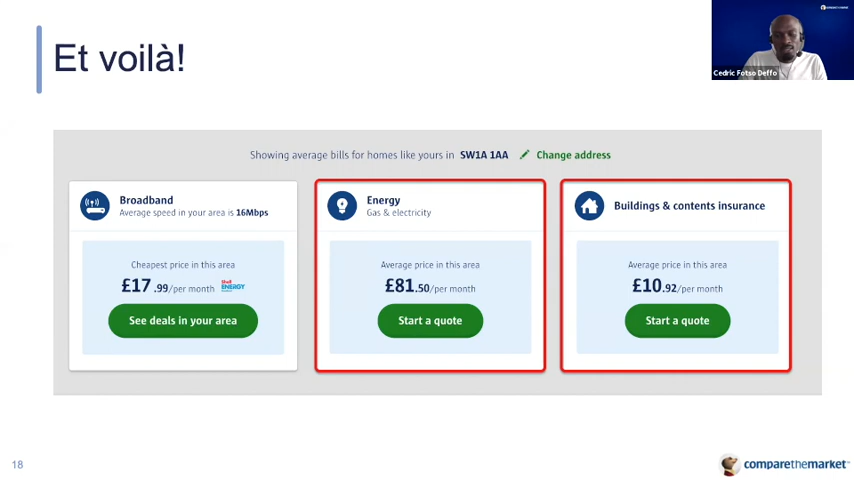 Et voilà!
comparethemarket
Cedric Fotso Deffo
Showing average bills for homes like yours in SW1A 1AA Change address
Broadband
Average speed in your area is 16Mbps
Cheapest price in this area
£17.99/per month
Shell
ENERGY
See deals in your area
Energy
Gas & electricity
Average price in this area
£81.50/per month
Start a quote
Buildings & contents insurance
Average price in this area
£10.92/per month
Start a quote
18
comparethemarket